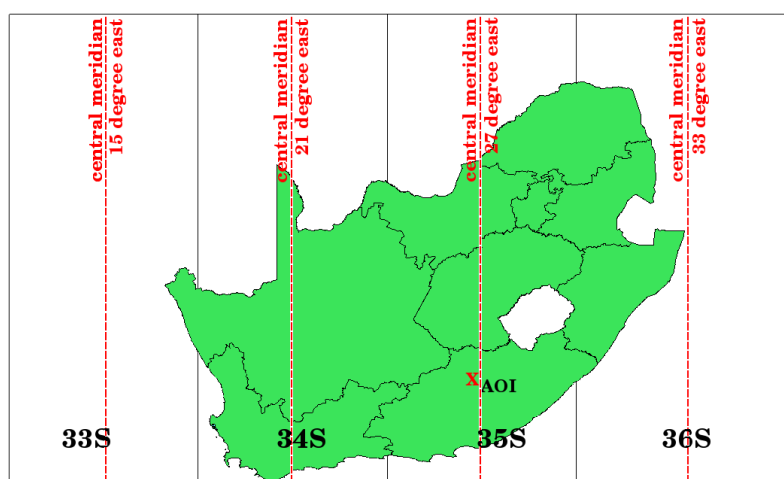 central meridian
15 degree east
central meridian
21 degree east
central meridian
27 degree east
central meridian
33 degree east
X
AOI
33S
34S
35S
36S